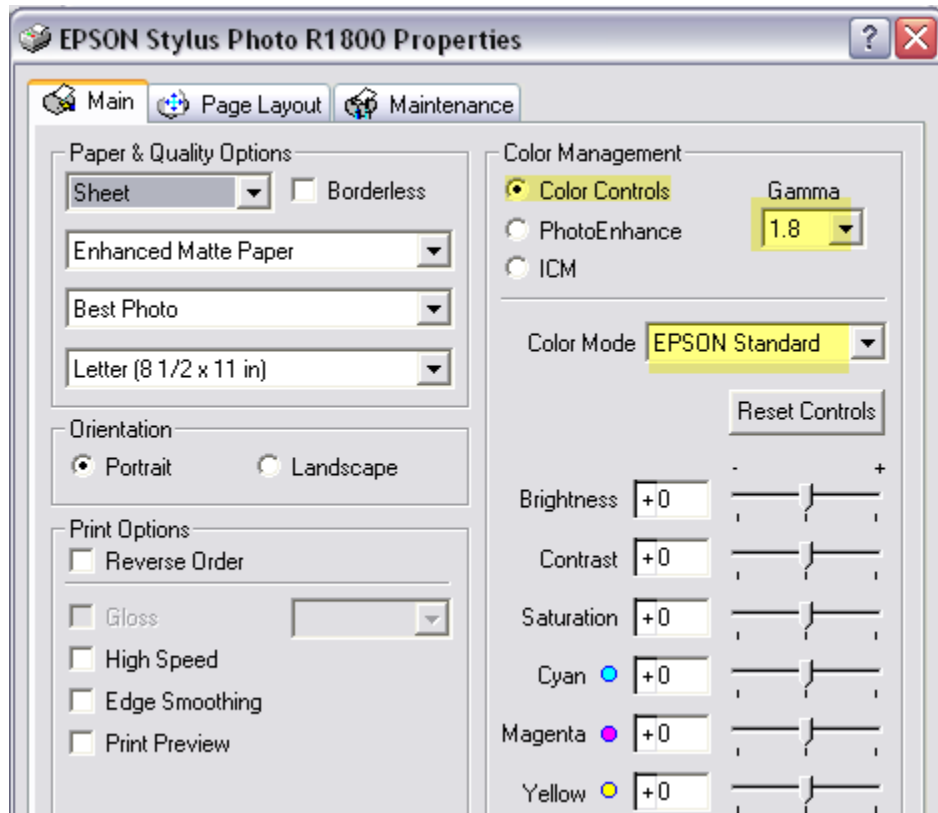 EPSON Stylus Photo R1800 Properties
?
Main
Page Layout
Maintenance
Paper & Quality Options
Sheet
Borderless
Enhanced Matte Paper
Best Photo
Letter (8 1/2 x 11 in)
Orientation
Portrait
Landscape
Print Options
Reverse Order
Gloss
High Speed
Edge Smoothing
Print Preview
Color Management
Color Controls
Gamma
PhotoEnhance
1.8
ICM
Color Mode EPSON Standard
Reset Controls
- +
Brightness +0
Contrast +0
Saturation +0
Cyan +0
Magenta +0
Yellow +0